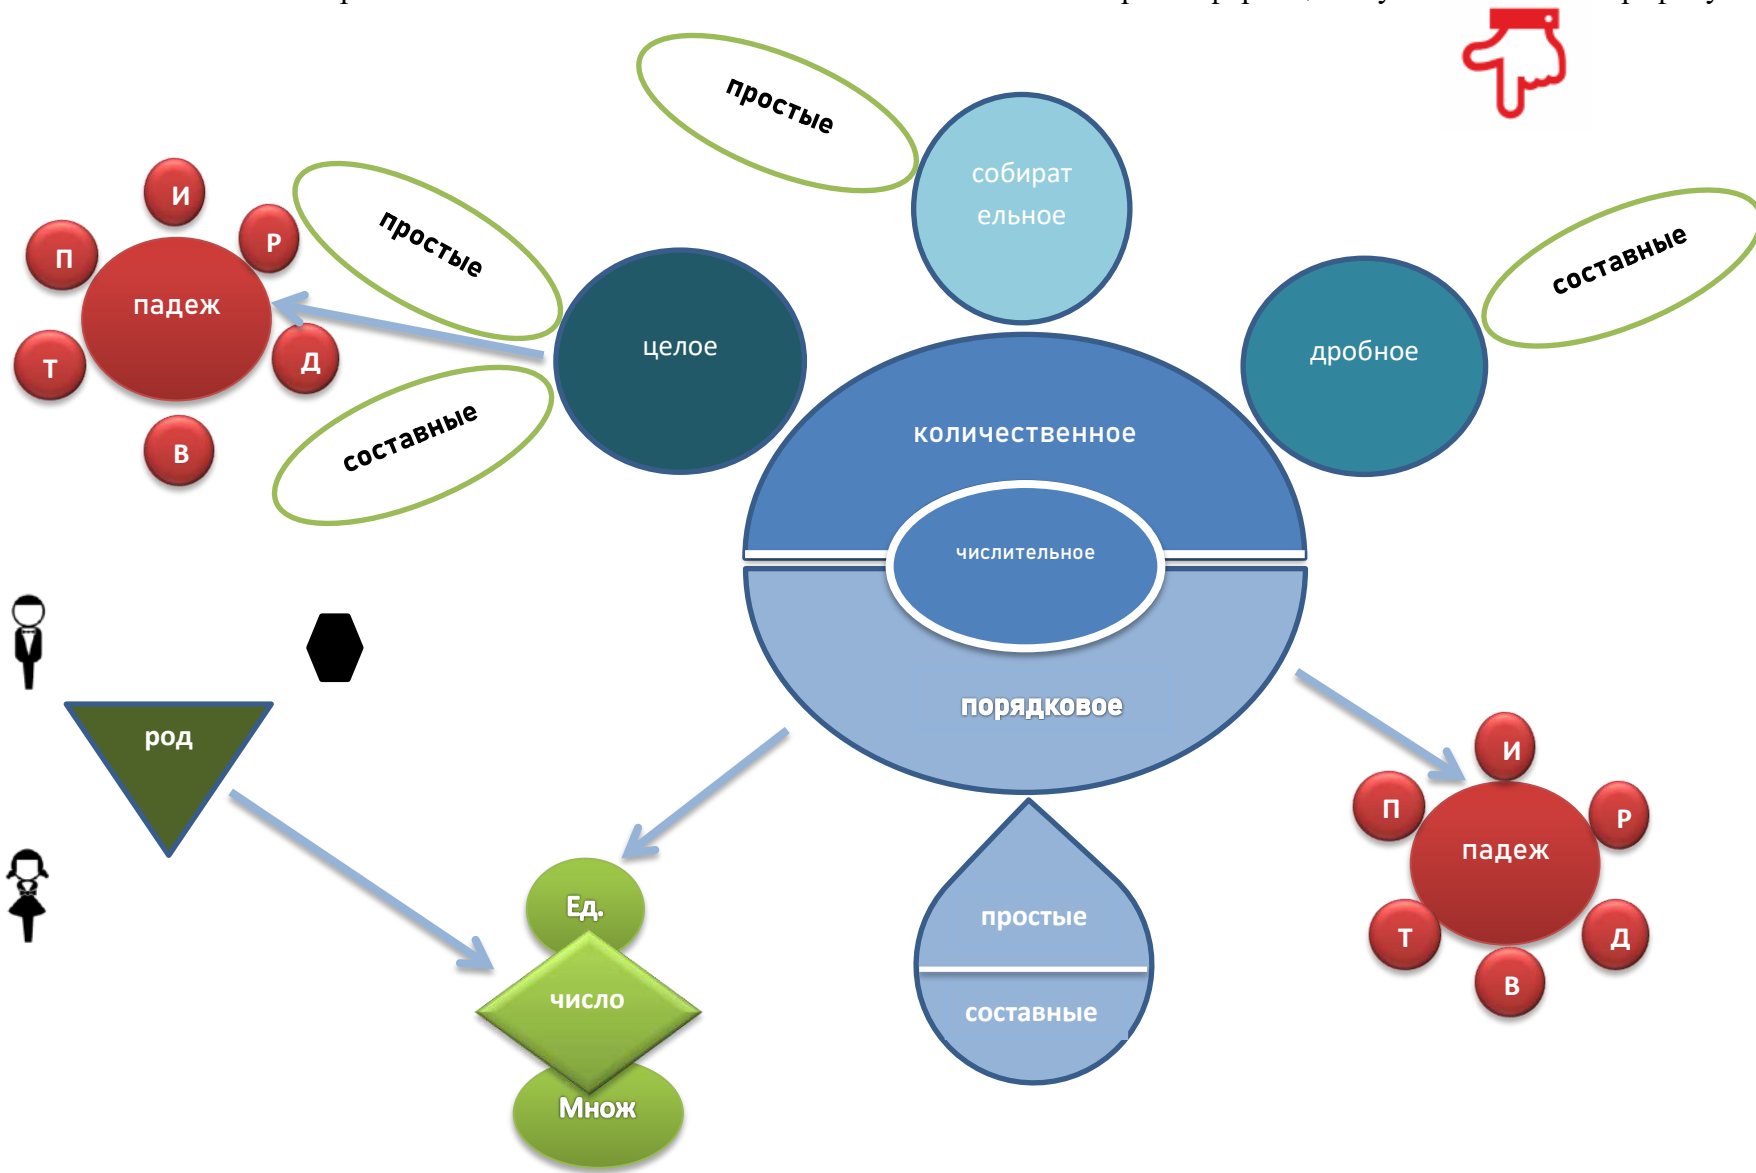 простые
собират
ельное
простые
составные
целое
дробное
составные
падеж
И
Р
Д
В
Т
П
количественное
числительное
порядковое
простые
составные
род
Ед.
число
Множ
падеж
И
Р
Д
В
Т
П